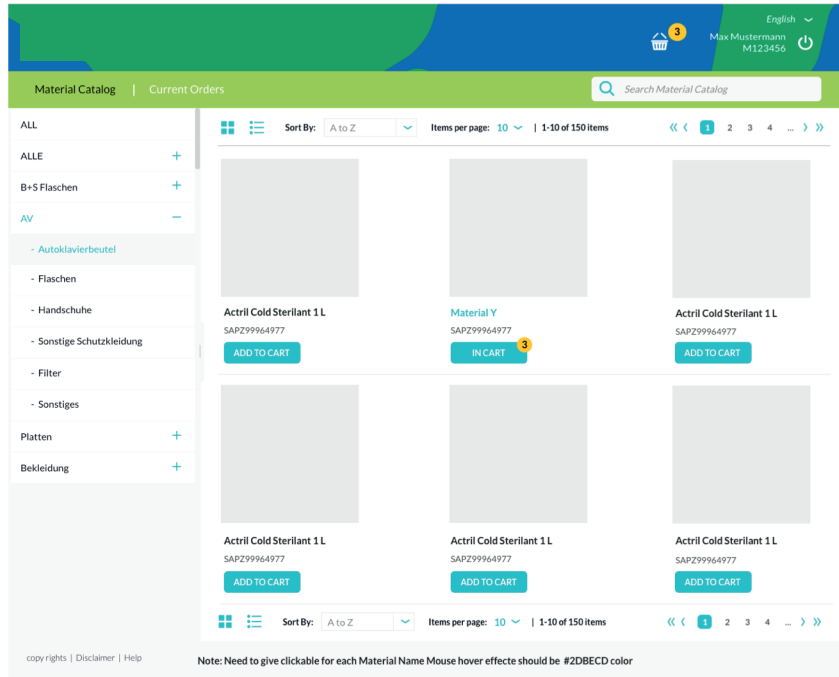 English
3
Max Mustermann
M123456
Material Catalog | Current Orders
Search Material Catalog
ALL
ALLE +
B+S Flaschen +
AV −
- Autoklavierbeutel
- Flaschen
- Handschuhe
- Sonstige Schutzkleidung
- Filter
- Sonstiges
Platten +
Bekleidung +
Sort By: A to Z Items per page: 10 | 1-10 of 150 items « ‹ 1 2 3 4 ... › »
Actril Cold Sterilant 1 L
SAPZ99964977
ADD TO CART
Material Y
SAPZ99964977
IN CART 3
Actril Cold Sterilant 1 L
SAPZ99964977
ADD TO CART
Actril Cold Sterilant 1 L
SAPZ99964977
ADD TO CART
Actril Cold Sterilant 1 L
SAPZ99964977
ADD TO CART
Actril Cold Sterilant 1 L
SAPZ99964977
ADD TO CART
Sort By: A to Z Items per page: 10 | 1-10 of 150 items « ‹ 1 2 3 4 ... › »
copy rights | Disclaimer | Help
Note: Need to give clickable for each Material Name Mouse hover effecte should be #2DBECD color